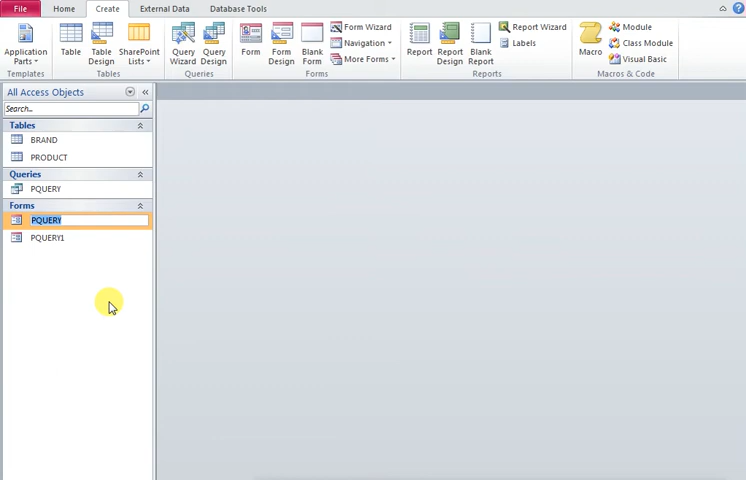 File Create Home External Data Database Tools
Application Parts
Table
Table Design
SharePoint Lists
Query Wizard
Query Design
Form
Form Design
Blank Form
Form Wizard
Navigation
More Forms
Report
Report Design
Blank Report
Report Wizard
Labels
Macro
Module
Class Module
Visual Basic
Templates Tables Queries Forms Reports Macros & Code
All Access Objects
Search...
Tables
BRAND
PRODUCT
Queries
PQUERY
Forms
PQUERY
PQUERY1